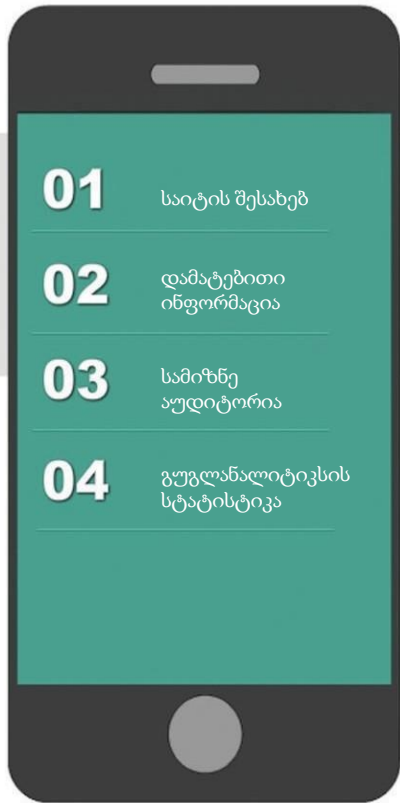 01
საიტის შესახებ
02
დამატებითი
ინფორმაცია
03
სამიზნე
აუდიტორია
04
გუგლანალიტიკსის
სტატისტიკა